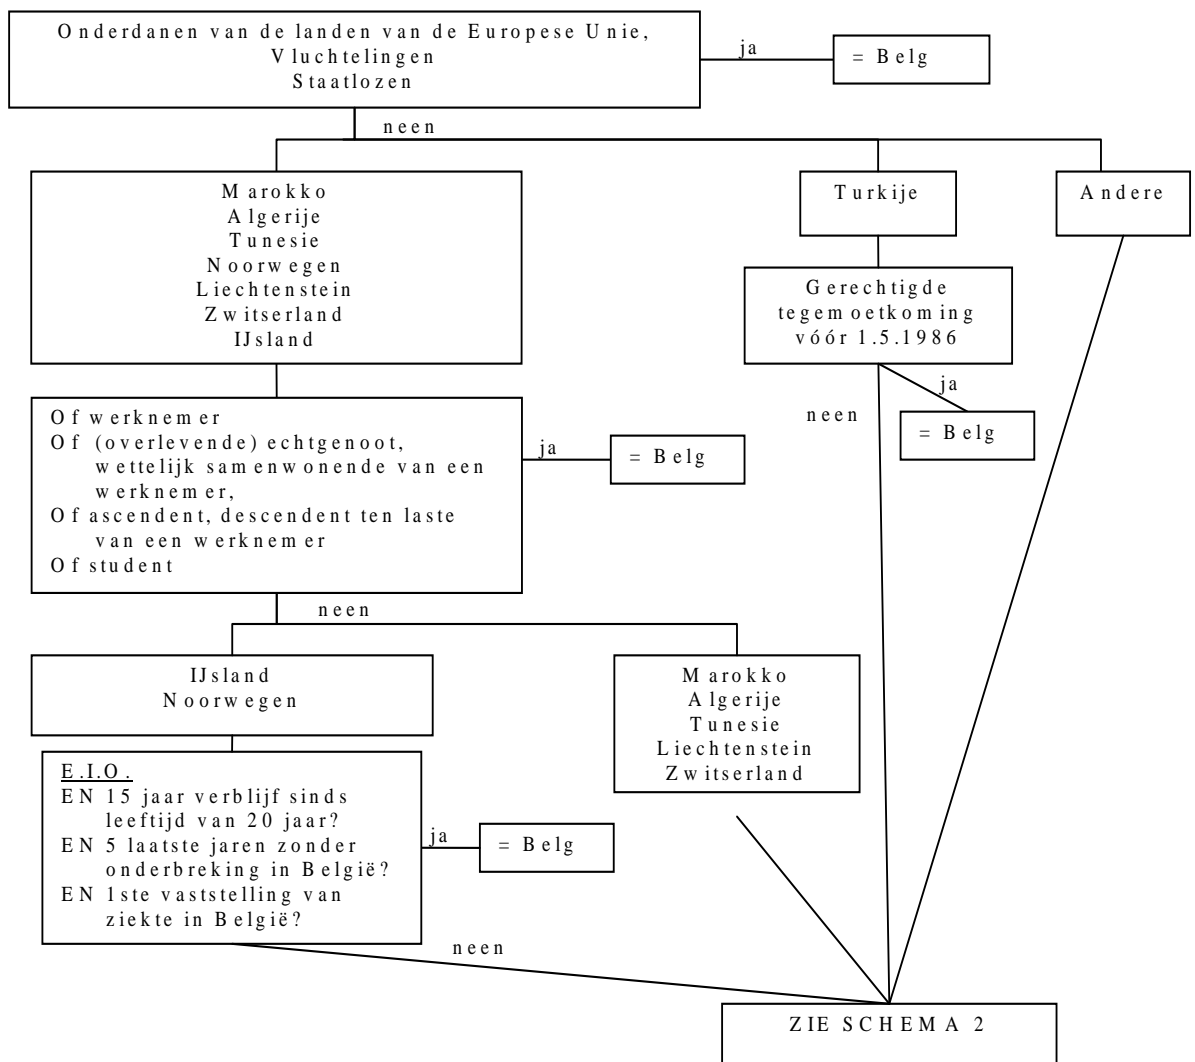 Onderdanen van de landen van de Europese Unie,
Vluchtelingen
Staatlozen
ja
= Belg
neen
Marokko
Algerije
Tunesie
Noorwegen
Liechtenstein
Zwitserland
IJsland
Turkije
Andere
Gerechtigde
tegemoetkoming
vóór 1.5.1986
ja
neen
= Belg
Of werknemer
Of (overlevende) echtgenoot,
wettelijk samenwonende van een
werknemer,
Of ascendent, descendent ten laste
van een werknemer
Of student
ja
= Belg
neen
IJsland
Noorwegen
Marokko
Algerije
Tunesie
Liechtenstein
Zwitserland
E.I.O.
EN 15 jaar verblijf sinds
leeftijd van 20 jaar?
EN 5 laatste jaren zonder
onderbreking in België?
EN 1ste vaststelling van
ziekte in België?
ja
= Belg
neen
ZIE SCHEMA 2